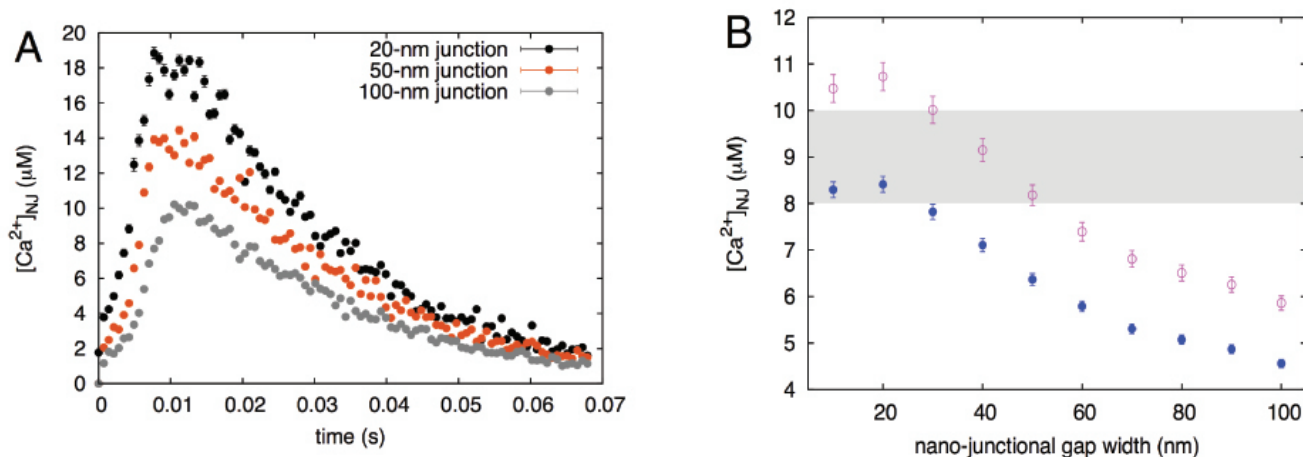 A
[Ca²⁺]NJ (μM)
20
18
16
14
12
10
8
6
4
2
0
20-nm junction
50-nm junction
100-nm junction
0 0.01 0.02 0.03 0.04 0.05 0.06 0.07
time (s)
B
[Ca²⁺]NJ (μM)
12
11
10
9
8
7
6
5
4
20 40 60 80 100
nano-junctional gap width (nm)